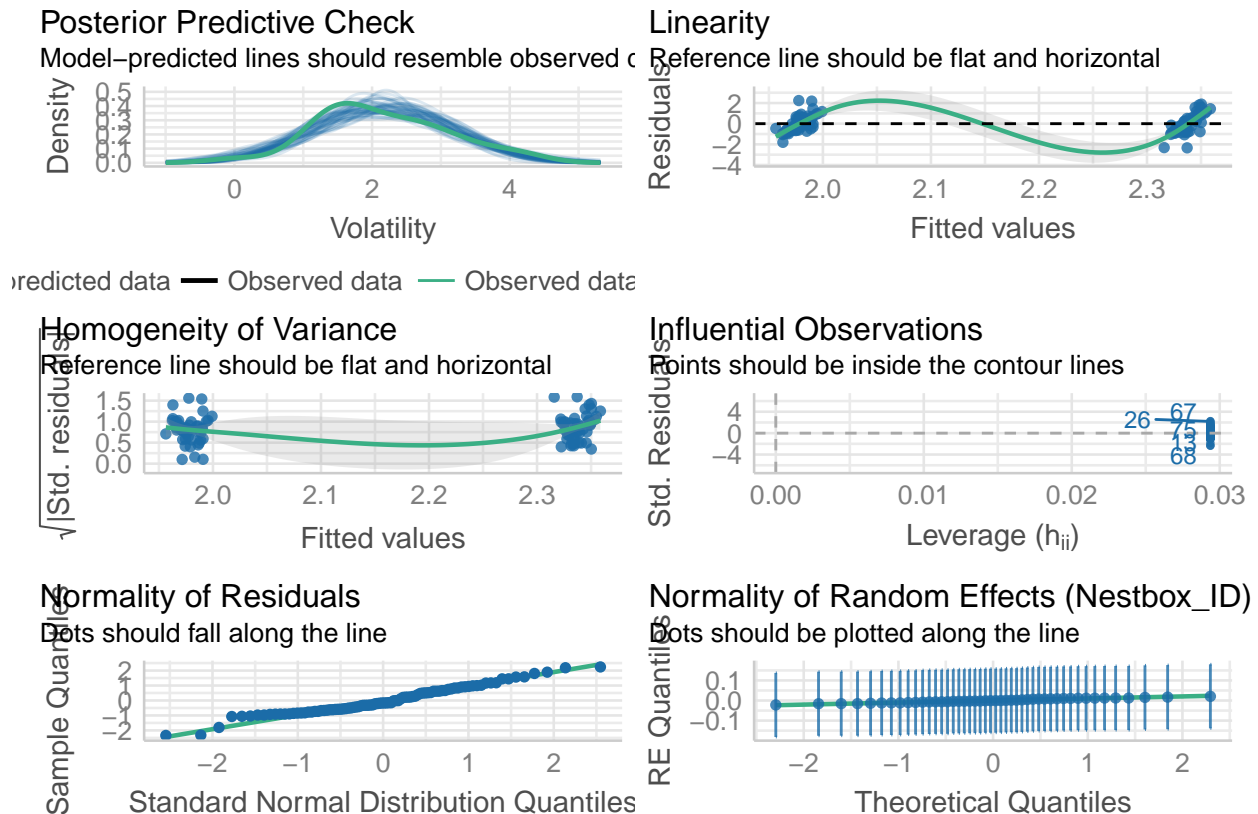 Posterior Predictive Check
Model−predicted lines should resemble observed
Density
0.5
0.4
0.3
0.2
0.1
0.0
0 2 4
Volatility
predicted data Observed data Observed data
Linearity
Reference line should be flat and horizontal
Residuals
2
0
−2
−4
2.0 2.1 2.2 2.3
Fitted values
Homogeneity of Variance
Reference line should be flat and horizontal
√|Std. residuals|
1.5
1.0
0.5
0.0
2.0 2.1 2.2 2.3
Fitted values
Influential Observations
Points should be inside the contour lines
Std. Residuals
4
0
−4
26 67
75
13
68
0.00 0.01 0.02 0.03
Leverage (hii)
Normality of Residuals
Dots should fall along the line
Sample Quantiles
2
1
0
−1
−2
−2 −1 0 1 2
Standard Normal Distribution Quantiles
Normality of Random Effects (Nestbox_ID)
Dots should be plotted along the line
RE Quantiles
0.1
0.0
−0.1
−2 −1 0 1 2
Theoretical Quantiles